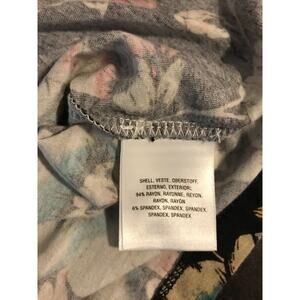 SHELL, VESTE, OBERSTOFF,
ESTERNO, EXTERIOR;
94% RAYON, RAYONNE, REYON,
RAYON, RAYON
6% SPANDEX, SPANDEX, SPANDEX,
SPANDEX, SPANDEX